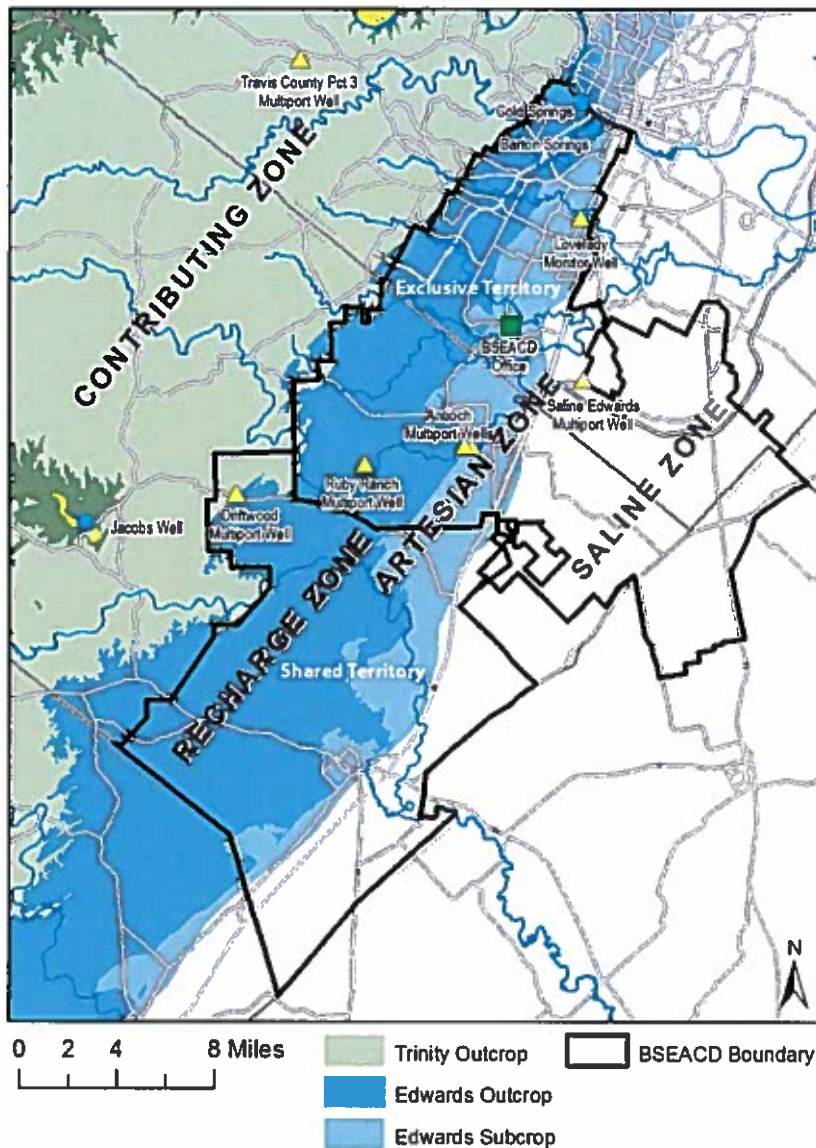 Travis County Pct 3
Multiport Well
Cold Springs
Barton Springs
CONTRIBUTING ZONE
Lovelady
Monitor Well
Exclusive Territory
BSEACD
Office
Saline Edwards
Multiport Well
Antioch
Multiport Wells
Ruby Ranch
Multiport Well
Driftwood
Multiport Well
Jacobs Well
ARTESIAN ZONE
SALINE ZONE
RECHARGE ZONE
Shared Territory
N
0 2 4 8 Miles
Trinity Outcrop
BSEACD Boundary
Edwards Outcrop
Edwards Subcrop